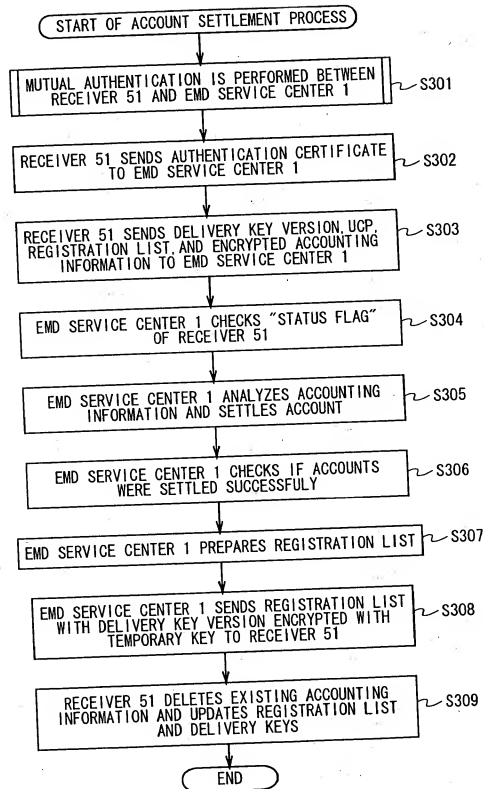 START OF ACCOUNT SETTLEMENT PROCESS
MUTUAL AUTHENTICATION IS PERFORMED BETWEEN
RECEIVER 51 AND EMD SERVICE CENTER 1
S301
RECEIVER 51 SENDS AUTHENTICATION CERTIFICATE
TO EMD SERVICE CENTER 1
S302
RECEIVER 51 SENDS DELIVERY KEY VERSION, UCP,
REGISTRATION LIST, AND ENCRYPTED ACCOUNTING
INFORMATION TO EMD SERVICE CENTER 1
S303
EMD SERVICE CENTER 1 CHECKS "STATUS FLAG"
OF RECEIVER 51
S304
EMD SERVICE CENTER 1 ANALYZES ACCOUNTING
INFORMATION AND SETTLES ACCOUNT
S305
EMD SERVICE CENTER 1 CHECKS IF ACCOUNTS
WERE SETTLED SUCCESSFULY
S306
EMD SERVICE CENTER 1 PREPARES REGISTRATION LIST
S307
EMD SERVICE CENTER 1 SENDS REGISTRATION LIST
WITH DELIVERY KEY VERSION ENCRYPTED WITH
TEMPORARY KEY TO RECEIVER 51
S308
RECEIVER 51 DELETES EXISTING ACCOUNTING
INFORMATION AND UPDATES REGISTRATION LIST
AND DELIVERY KEYS
S309
END